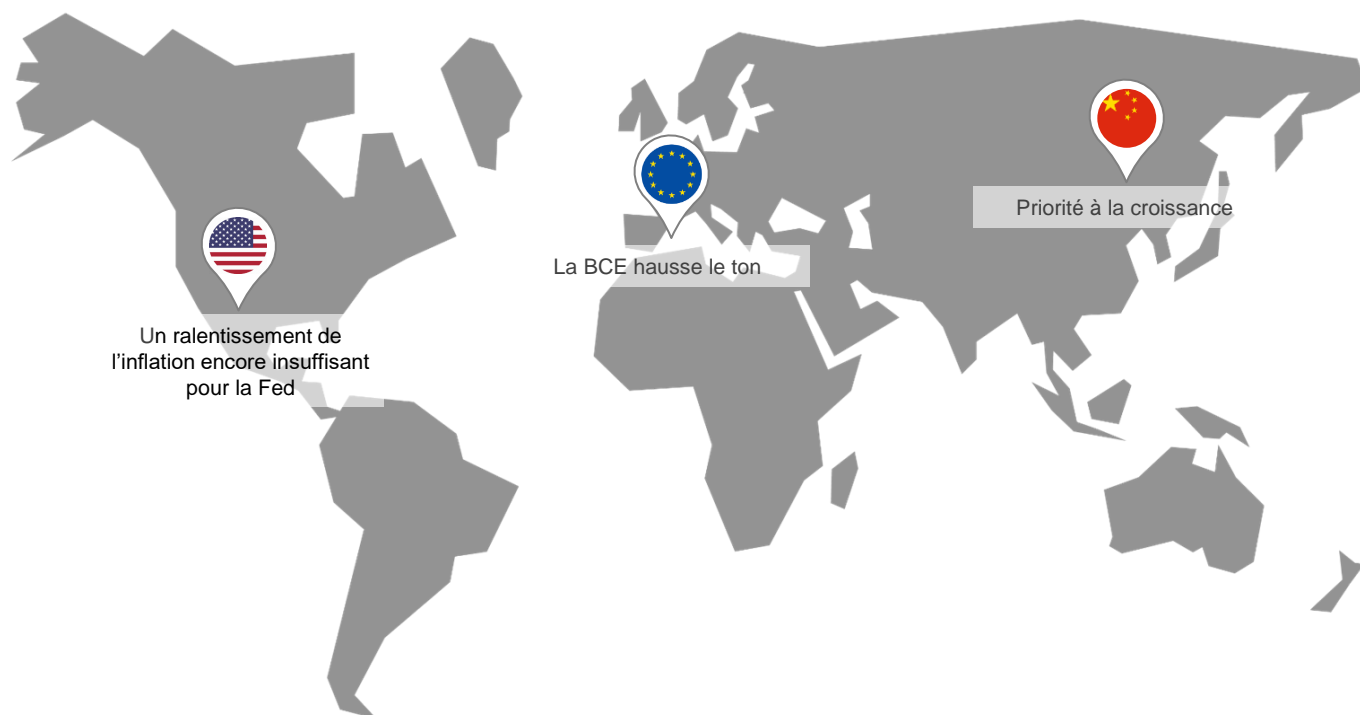 Priorité à la croissance
La BCE hausse le ton
Un ralentissement de
l’inflation encore insuffisant
pour la Fed